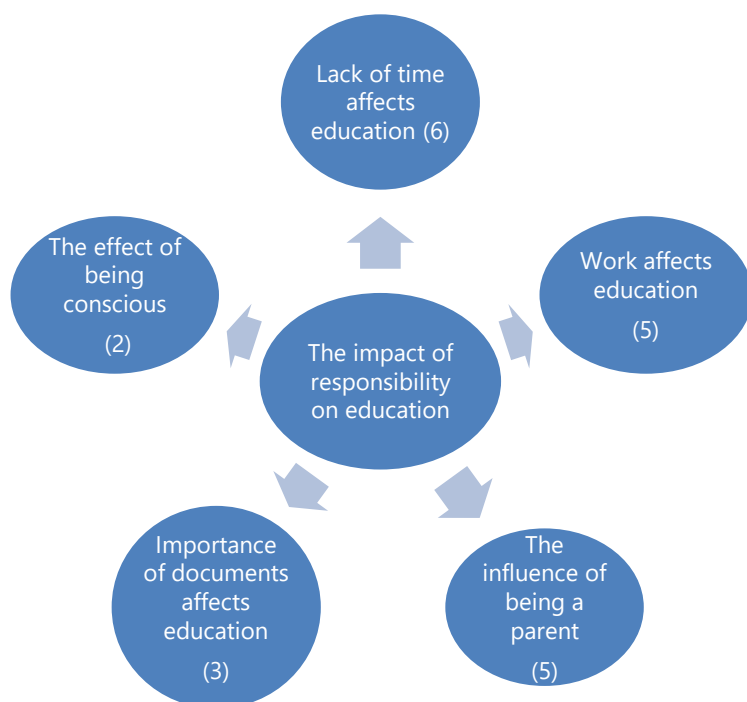 Lack of time
affects
education (6)
The effect of
being
conscious
(2)
Work affects
education
(5)
The impact of
responsibility
on education
Importance
of documents
affects
education
(3)
The
influence of
being a
parent
(5)